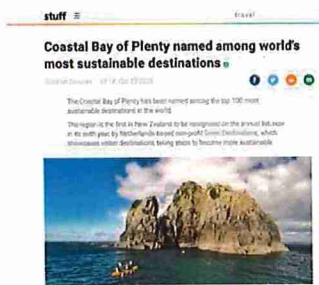 stuff
travel
Coastal Bay of Plenty named among world's
most sustainable destinations
The Coastal Bay of Plenty has been named among the top 100 most
sustainable destinations in the world.
The region is the first in New Zealand to be recognised on the annual list, now
in its sixth year, by Netherlands-based non-profit Green Destinations, which
showcases visitor destinations taking steps to become more sustainable.